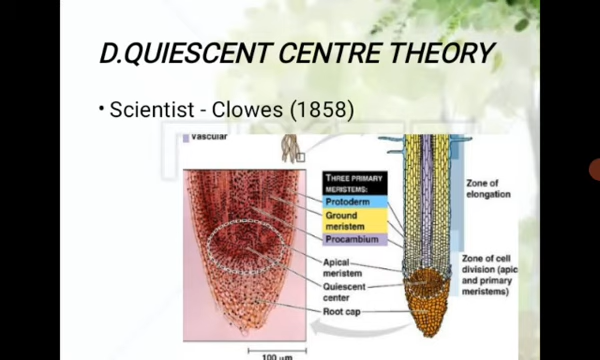 D.QUIESCENT CENTRE THEORY
• Scientist - Clowes (1858)
Vascular
THREE PRIMARY
MERISTEMS:
Protoderm
Ground
meristem
Procambium
Apical
meristem
Quiescent
center
Root cap
100 μm
Zone of
elongation
Zone of cell
division (apic
and primary
meristems)